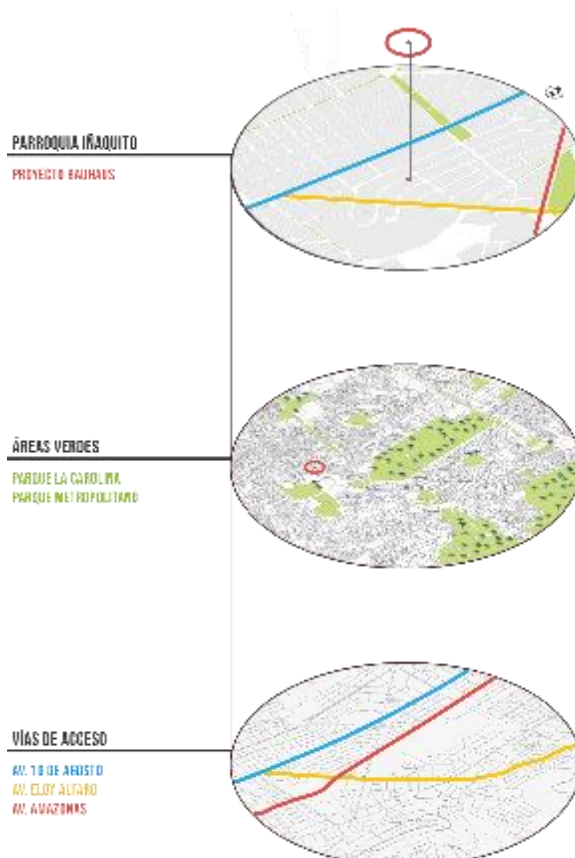 PARROQUIA IÑAQUITO
PROYECTO BAUHAUS
ÁREAS VERDES
PARQUE LA CAROLINA
PARQUE METROPOLITANO
VÍAS DE ACCESO
AV. 10 DE AGOSTO
AV. ELOY ALFARO
AV. AMAZONAS